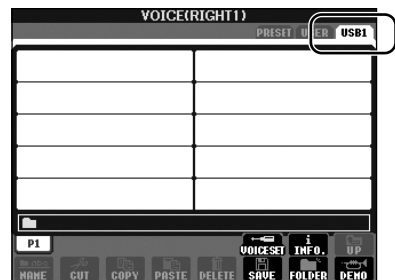 VOICE(RIGHT1)
PRESET USER USB1
P1
VOICESET INFO. UP
NAME CUT COPY PASTE DELETE SAVE FOLDER DEMO